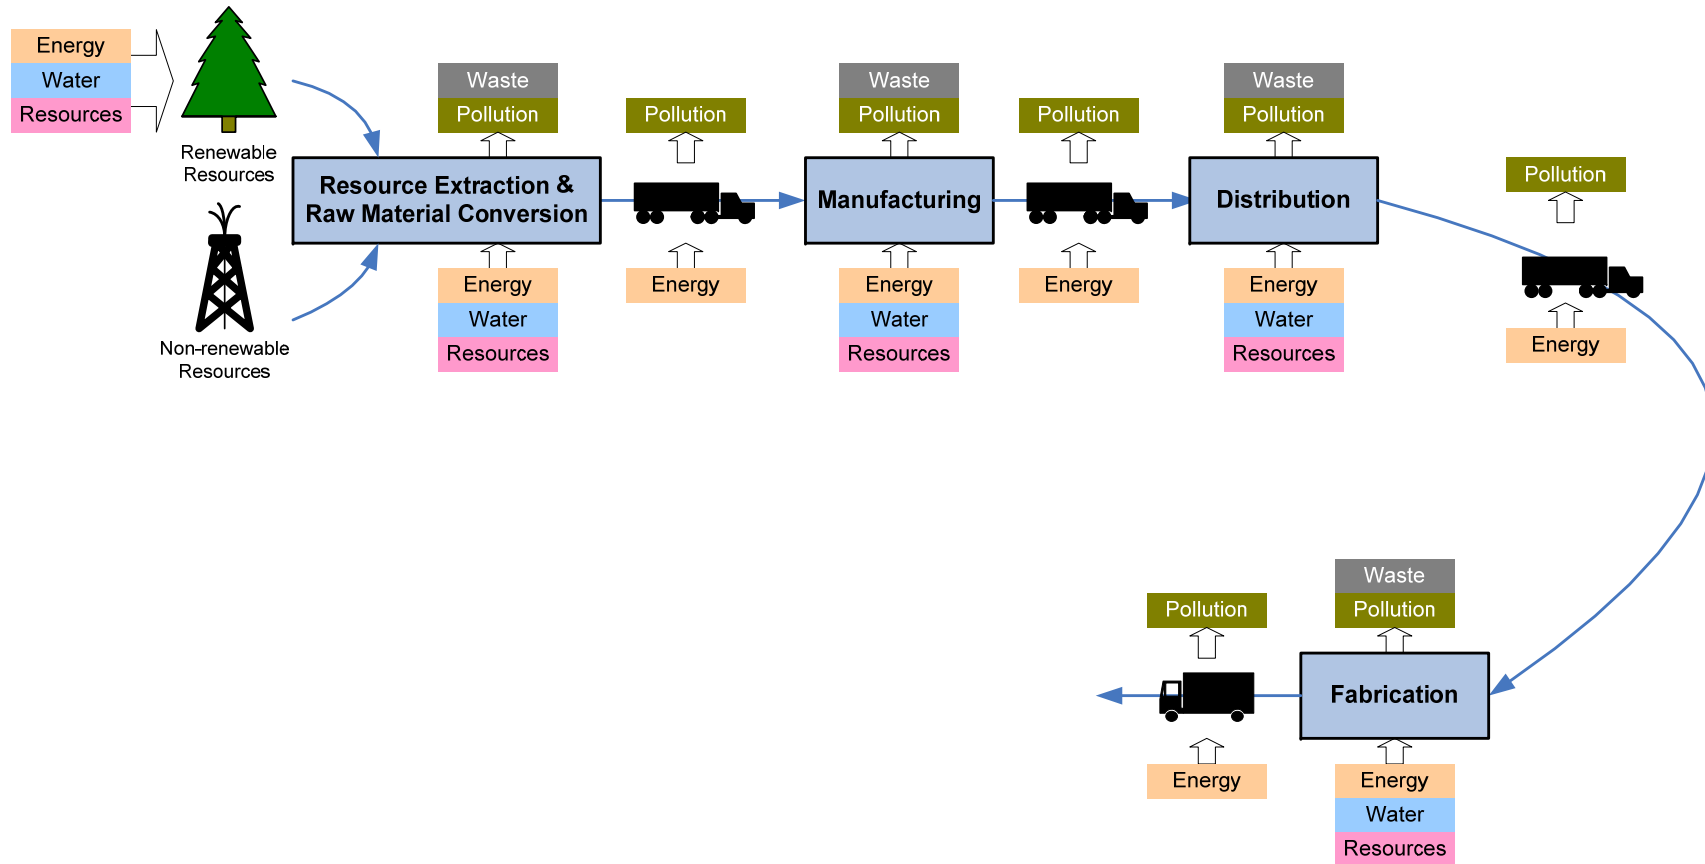 Energy
Water
Resources
Renewable
Resources
Non-renewable
Resources
Waste
Pollution
Resource Extraction &
Raw Material Conversion
Energy
Water
Resources
Pollution
Energy
Waste
Pollution
Manufacturing
Energy
Water
Resources
Pollution
Energy
Waste
Pollution
Distribution
Energy
Water
Resources
Pollution
Energy
Waste
Pollution
Fabrication
Energy
Water
Resources
Pollution
Energy